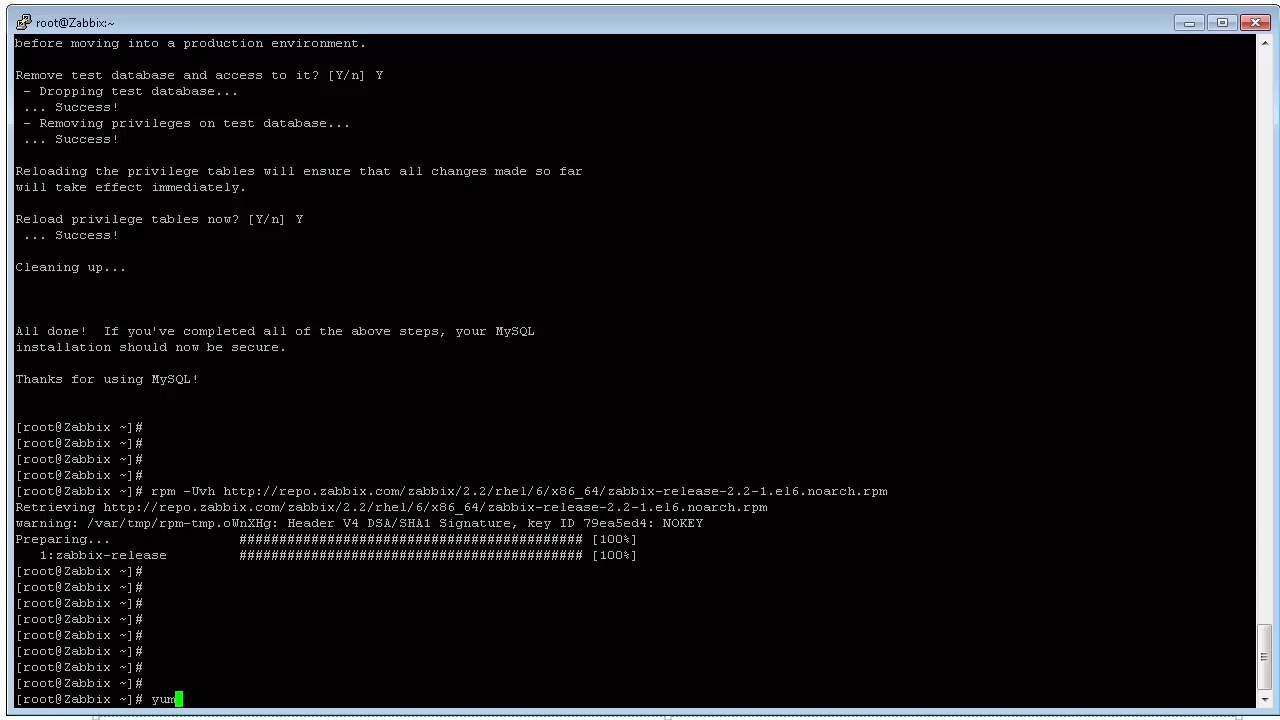 root@Zabbix:~
before moving into a production environment.
Remove test database and access to it? [Y/n] Y
- Dropping test database...
... Success!
- Removing privileges on test database...
... Success!
Reloading the privilege tables will ensure that all changes made so far
will take effect immediately.
Reload privilege tables now? [Y/n] Y
... Success!
Cleaning up...
All done!  If you've completed all of the above steps, your MySQL
installation should now be secure.
Thanks for using MySQL!
[root@Zabbix ~]#
[root@Zabbix ~]#
[root@Zabbix ~]#
[root@Zabbix ~]#
[root@Zabbix ~]# rpm -Uvh http://repo.zabbix.com/zabbix/2.2/rhel/6/x86_64/zabbix-release-2.2-1.el6.noarch.rpm
Retrieving http://repo.zabbix.com/zabbix/2.2/rhel/6/x86_64/zabbix-release-2.2-1.el6.noarch.rpm
warning: /var/tmp/rpm-tmp.oWnXHg: Header V4 DSA/SHA1 Signature, key ID 79ea5ed4: NOKEY
Preparing...                ########################################### [100%]
1:zabbix-release         ########################################### [100%]
[root@Zabbix ~]#
[root@Zabbix ~]#
[root@Zabbix ~]#
[root@Zabbix ~]#
[root@Zabbix ~]#
[root@Zabbix ~]#
[root@Zabbix ~]#
[root@Zabbix ~]#
[root@Zabbix ~]# yum